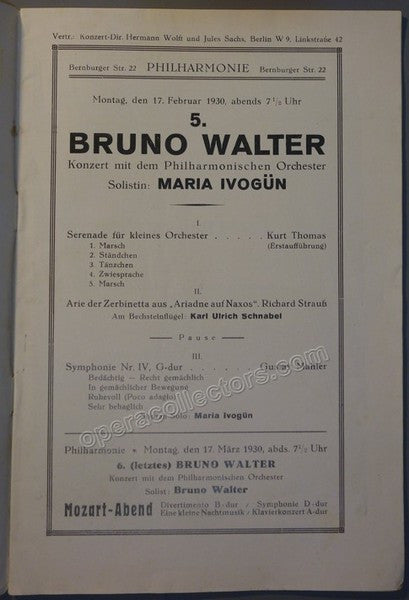 Vertr.: Konzert-Dir. Hermann Wolff und Jules Sachs, Berlin W 9, Linkstraße 42
Bernburger Str. 22 PHILHARMONIE Bernburger Str. 22
Montag, den 17. Februar 1930, abends 7 1/2 Uhr
5.
BRUNO WALTER
Konzert mit dem Philharmonischen Orchester
Solistin: MARIA IVOGÜN
I.
Serenade für kleines Orchester . . . . . Kurt Thomas
1. Marsch (Erstaufführung)
2. Ständchen
3. Tänzchen
4. Zwiesprache
5. Marsch
II.
Arie der Zerbinetta aus „Ariadne auf Naxos“. Richard Strauß
Am Bechsteinflügel: Karl Ulrich Schnabel
Pause
III.
Symphonie Nr. IV, G-dur . . . . . Gustav Mahler
Bedächtig — Recht gemächlich
In gemächlicher Bewegung
Ruhevoll (Poco adagio)
Sehr behaglich
Solo: Maria Ivogün
operacollectors.com
Philharmonie • Montag, den 17. März 1930, abds. 7 1/2 Uhr
6. (letztes) BRUNO WALTER
Konzert mit dem Philharmonischen Orchester
Solist: Bruno Walter
Mozart-Abend Divertimento B-dur / Symphonie D-dur
Eine kleine Nachtmusik / Klavierkonzert A-dur